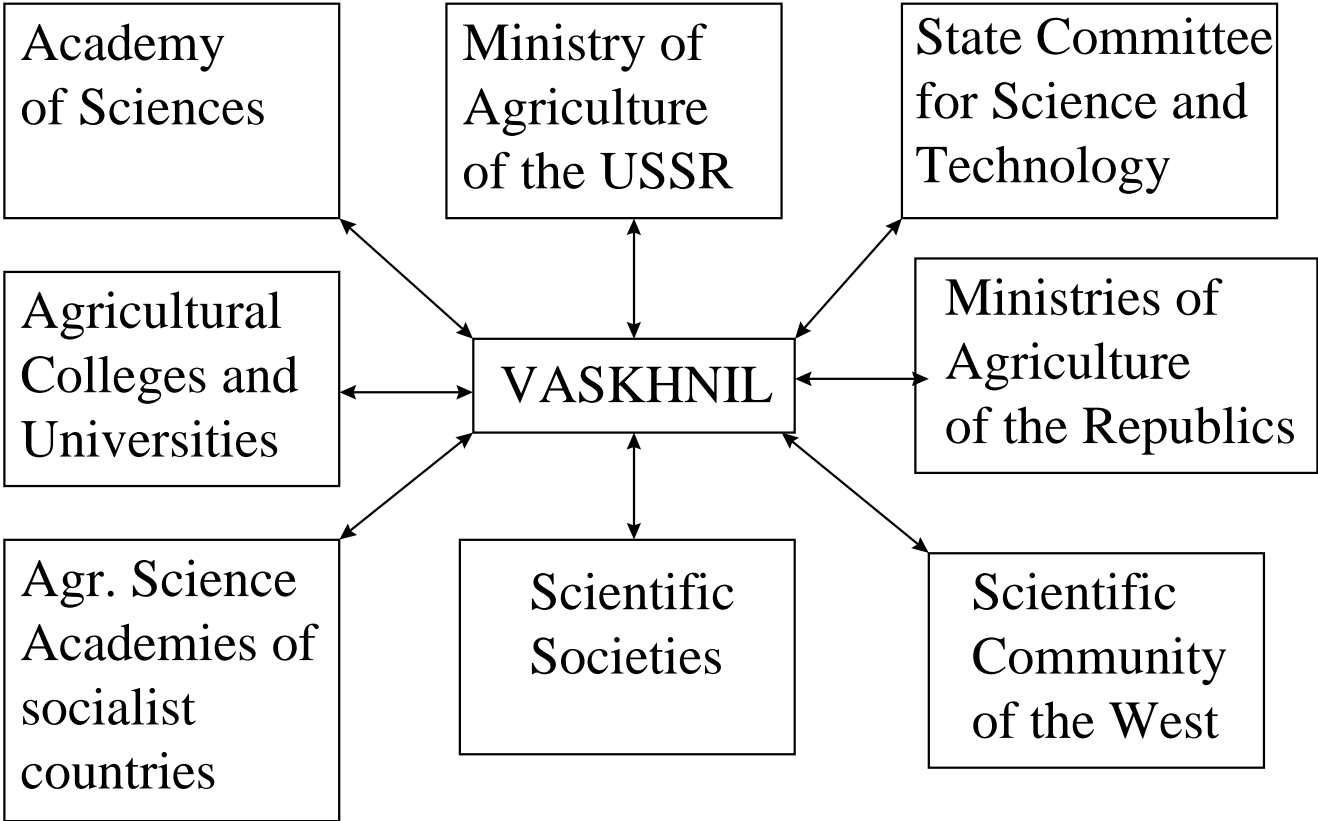 Academy
of Sciences
Ministry of
Agriculture
of the USSR
State Committee
for Science and
Technology
Agricultural
Colleges and
Universities
VASKHNIL
Ministries of
Agriculture
of the Republics
Agr. Science
Academies of
socialist
countries
Scientific
Societies
Scientific
Community
of the West